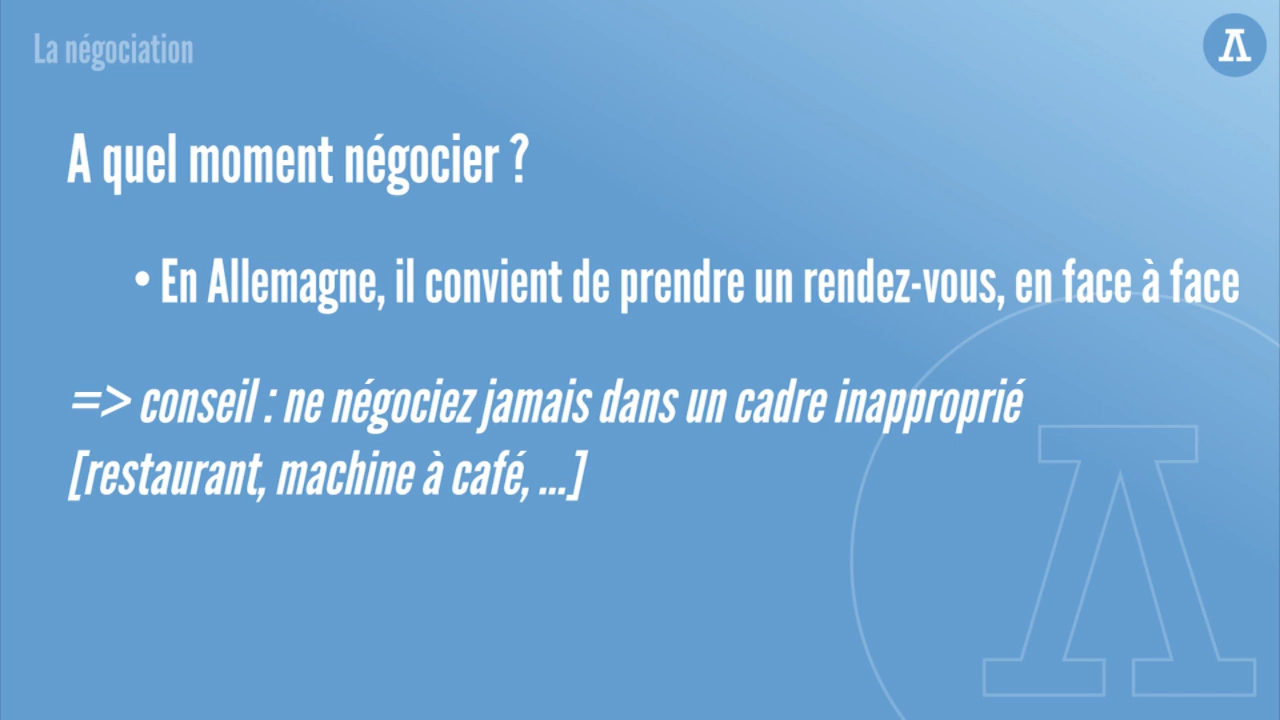 La négociation
A quel moment négocier ?
• En Allemagne, il convient de prendre un rendez-vous, en face à face
=> conseil : ne négociez jamais dans un cadre inapproprié
[restaurant, machine à café, ...]